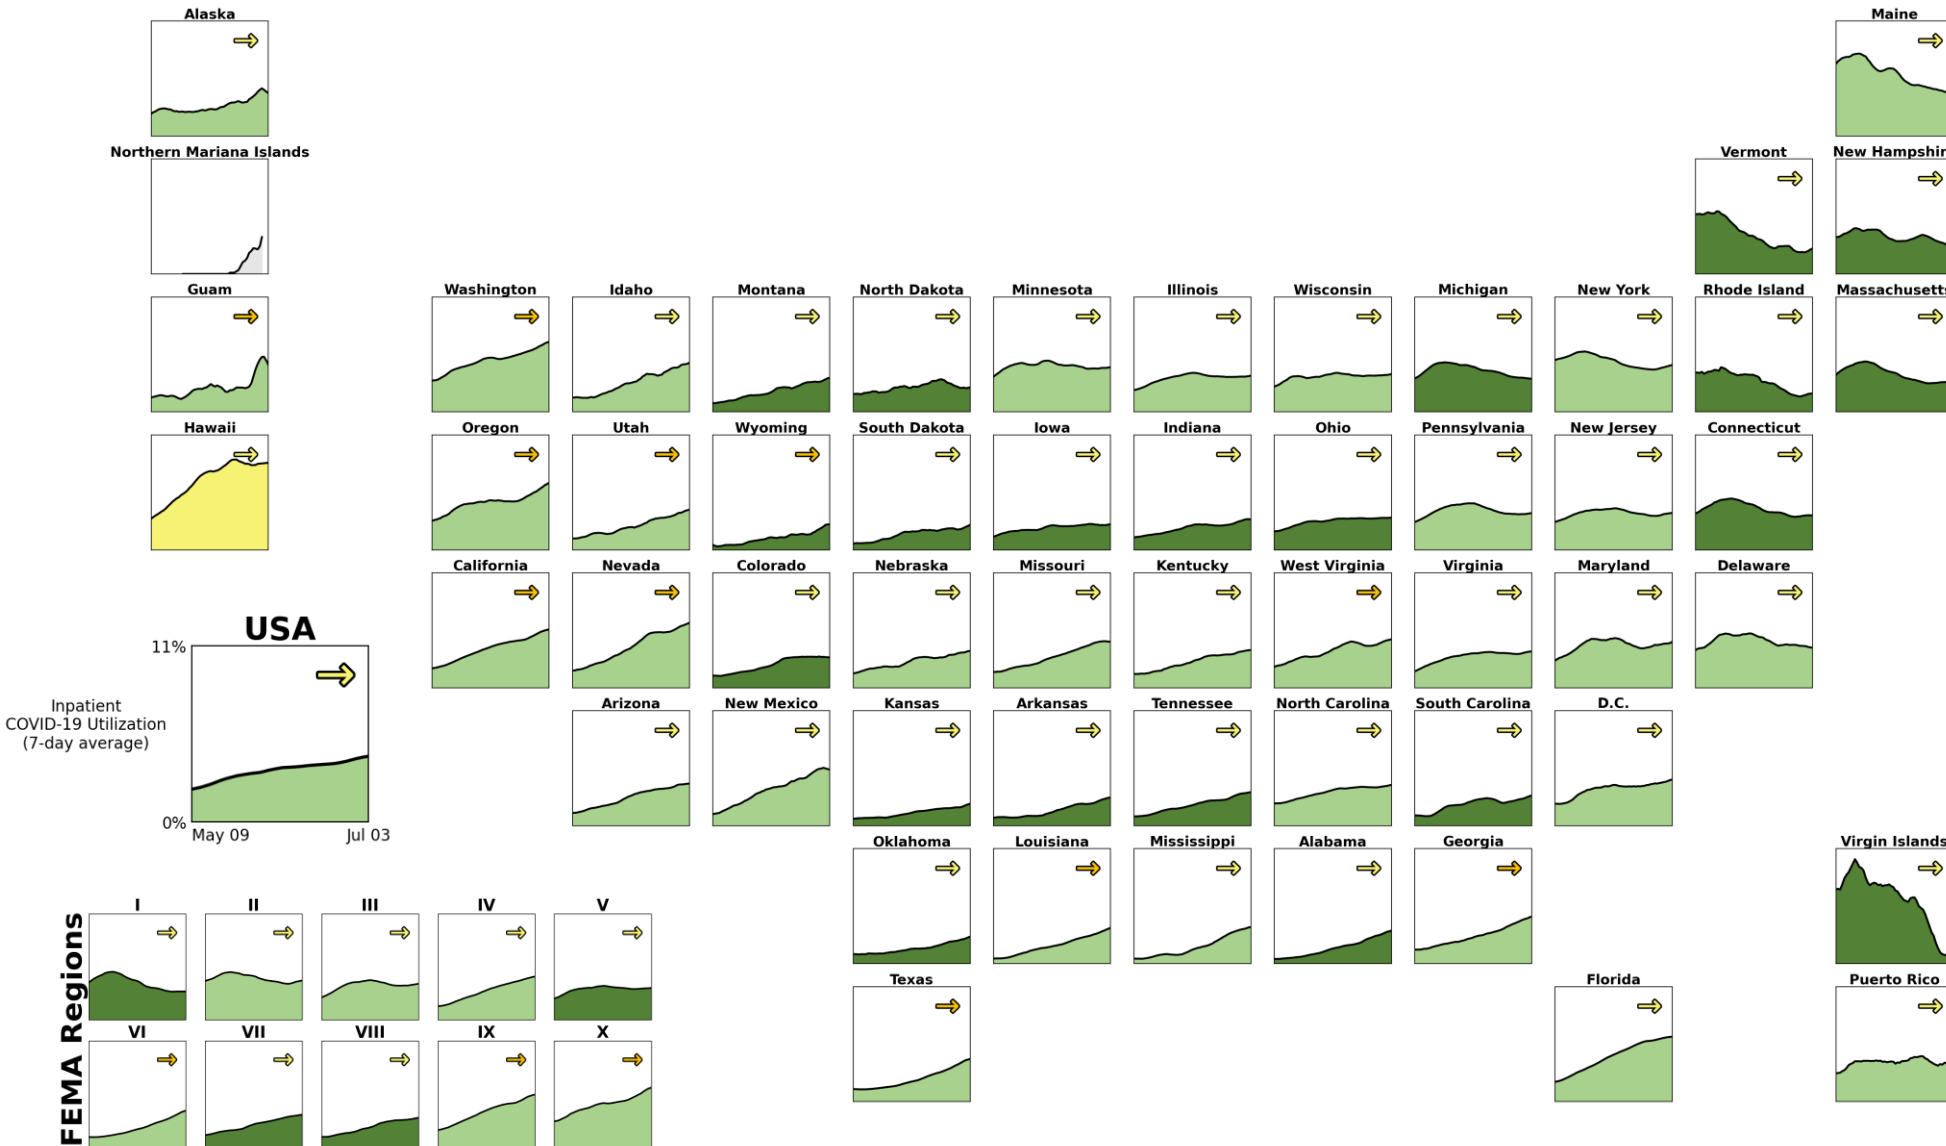 Alaska
Maine
Northern Mariana Islands
Vermont
New Hampshir
Guam
Washington
Idaho
Montana
North Dakota
Minnesota
Illinois
Wisconsin
Michigan
New York
Rhode Island
Massachusetts
Hawaii
Oregon
Utah
Wyoming
South Dakota
Iowa
Indiana
Ohio
Pennsylvania
New Jersey
Connecticut
California
Nevada
Colorado
Nebraska
Missouri
Kentucky
West Virginia
Virginia
Maryland
Delaware
USA
11%
Inpatient
COVID-19 Utilization
(7-day average)
0%
May 09
Jul 03
Arizona
New Mexico
Kansas
Arkansas
Tennessee
North Carolina
South Carolina
D.C.
Oklahoma
Louisiana
Mississippi
Alabama
Georgia
Virgin Islands
Texas
Florida
Puerto Rico
FEMA Regions
I
II
III
IV
V
VI
VII
VIII
IX
X